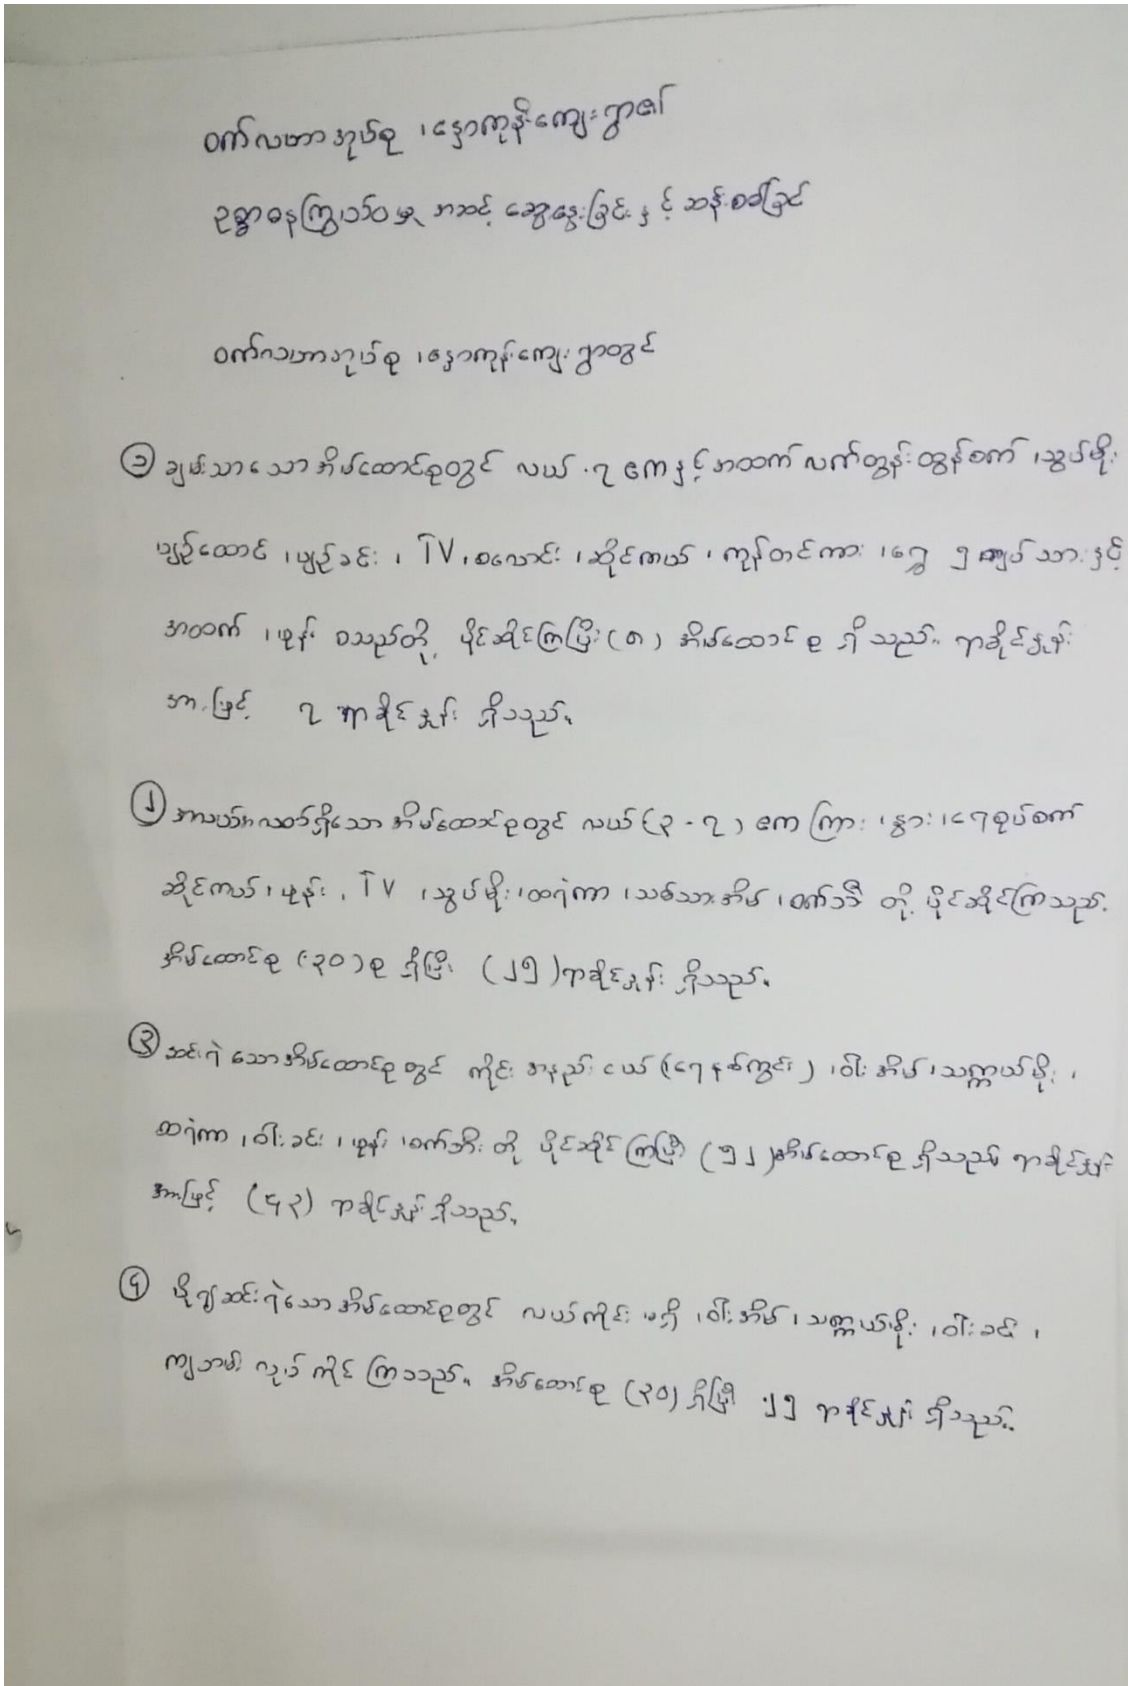 ဝက်လဟာအုပ်စု ၊နှောကုန်းကျေးရွာ၏
ဥစ္စာဓနကြွယ်ဝမှု အဆင့် ဆွေးနွေးခြင်းနှင့် ဆန်းစစ်ခြင်
ဝက်လဟာအုပ်စု ၊နှောကုန်းကျေးရွာတွင်
၁ ချမ်းသာသောအိမ်ထောင်စုတွင် လယ် ၇ ဧကနှင့်အထက် လက်တွန်းထွန်စက် ၊သွပ်မိုး
ပျဉ်ထောင် ၊ပျဉ်ခင်း ၊ TV ၊စလောင်း ၊ဆိုင်ကယ် ၊ ကုန်တင်ကား ၊ရွှေ ၅ ကျပ်သားနှင့်
အထက် ၊ဖုန်း စသည်တို့ ပိုင်ဆိုင်ကြပြီး (၈) အိမ်ထောင်စု ရှိသည်။ ရာခိုင်နှုန်း
အားဖြင့် ၇ ရာခိုင်နှုန်း ရှိသည်။
၂ အလယ်အလတ်ရှိသော အိမ်ထောင်စုတွင် လယ် (၃-၇) ဧကကြား ၊နွား ၊ရေစုပ်စက်
ဆိုင်ကယ် ၊ဖုန်း ၊ TV ၊သွပ်မိုး ၊ထရံကာ ၊သစ်သားအိမ် ၊စက်ဘီး တို့ ပိုင်ဆိုင်ကြသည်။
အိမ်ထောင်စု (၃၀) စု ရှိပြီး (၂၅) ရာခိုင်နှုန်း ရှိသည်။
၃ ဆင်းရဲသောအိမ်ထောင်စုတွင် ကိုင်း အနည်းငယ် (ရေနစ်ကွင်း) ၊ဝါးအိမ် ၊သက္ကယ်မိုး ၊
ထရံကာ ၊ဝါးခင်း ၊ဖုန်း ၊စက်ဘီး တို့ ပိုင်ဆိုင်ကြပြီး (၅၂) အိမ်ထောင်စု ရှိသည်။ ရာခိုင်နှုန်း
အားဖြင့် (၄၃) ရာခိုင်နှုန်း ရှိသည်။
၄ ပို၍ဆင်းရဲသောအိမ်ထောင်စုတွင် လယ်ကိုင်း မရှိ ၊ဝါးအိမ် ၊ သက္ကယ်မိုး ၊ဝါးခင်း ၊
ကျဘမ်း လုပ်ကိုင်ကြသည်။ အိမ်ထောင်စု (၃၀) ရှိပြီး ၂၅ ရာခိုင်နှုန်း ရှိသည်။